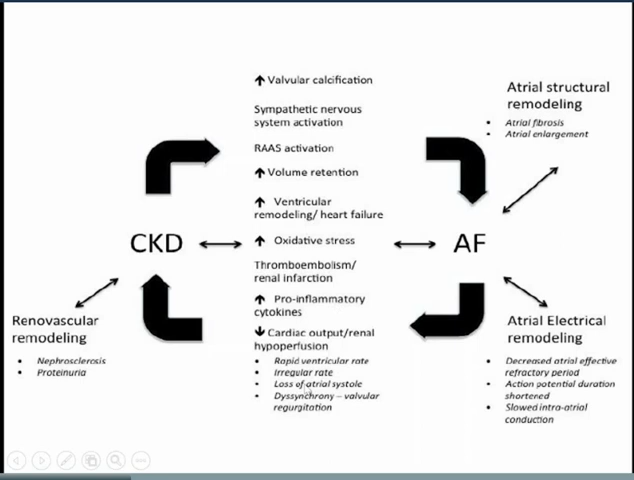 ↑ Valvular calcification
Sympathetic nervous
system activation
RAAS activation
↑ Volume retention
↑ Ventricular
remodeling/ heart failure
↑ Oxidative stress
Thromboembolism/
renal infarction
↑ Pro-inflammatory
cytokines
↓ Cardiac output/renal
hypoperfusion
• Rapid ventricular rate
• Irregular rate
• Loss of atrial systole
• Dyssynchrony – valvular
regurgitation
CKD
AF
Renovascular
remodeling
• Nephrosclerosis
• Proteinuria
Atrial structural
remodeling
• Atrial fibrosis
• Atrial enlargement
Atrial Electrical
remodeling
• Decreased atrial effective
refractory period
• Action potential duration
shortened
• Slowed intra-atrial
conduction